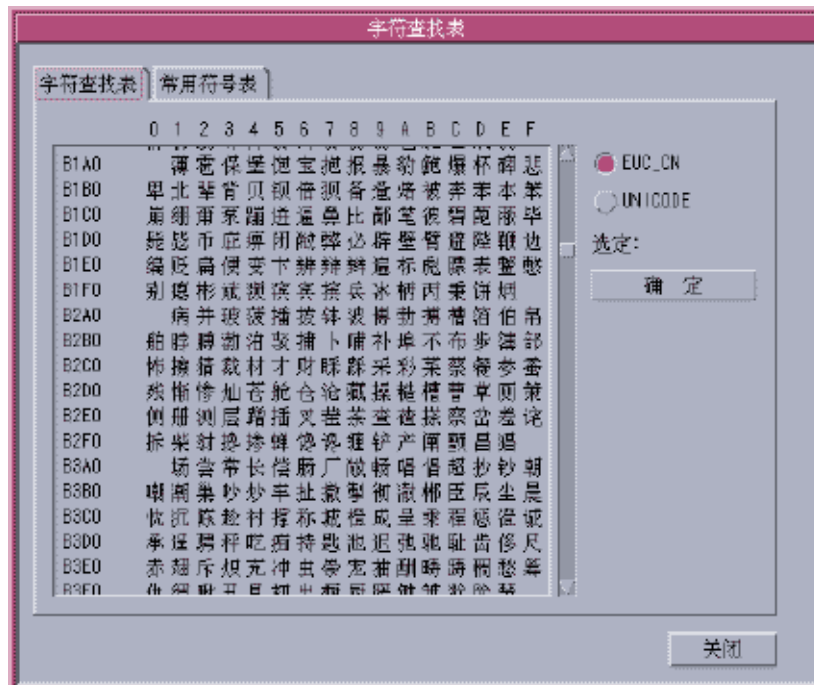 字符查找表
字符查找表 常用符号表
0 1 2 3 4 5 6 7 8 9 A B C D E F
B1A0 薄 雹 保 堡 饱 宝 抱 报 暴 豹 鲍 爆 杯 碑 悲
B1B0 卑 北 辈 背 贝 钡 倍 狈 备 惫 焙 被 奔 苯 本 笨
B1C0 崩 绷 甭 泵 蹦 迸 逼 鼻 比 鄙 笔 彼 碧 蓖 蔽 毕
B1D0 毙 毖 币 庇 痹 闭 敝 弊 必 辟 壁 臂 避 陛 鞭 边
B1E0 编 贬 扁 便 变 卞 辨 辩 辫 遍 标 彪 膘 表 鳖 憋
B1F0 别 瘪 彬 斌 濒 滨 宾 摈 兵 冰 柄 丙 秉 饼 炳
B2A0 病 并 玻 菠 播 拨 钵 波 博 勃 搏 铂 箔 伯 帛
B2B0 舶 脖 膊 渤 泊 驳 捕 卜 哺 补 埠 不 布 步 簿 部
B2C0 怖 擦 猜 裁 材 才 财 睬 踩 采 彩 菜 蔡 餐 参 蚕
B2D0 残 惭 惨 灿 苍 舱 仓 沧 藏 操 糙 槽 曹 草 厕 策
B2E0 侧 册 测 层 蹭 插 叉 茬 茶 查 碴 搽 察 岔 差 诧
B2F0 拆 柴 豺 搀 掺 蝉 馋 谗 缠 铲 产 阐 颤 昌 猖
B3A0 场 尝 常 长 偿 肠 厂 敞 畅 唱 倡 超 抄 钞 朝
B3B0 嘲 潮 巢 吵 炒 车 扯 撤 掣 彻 澈 郴 臣 辰 尘 晨
B3C0 忱 沉 陈 趁 衬 撑 称 城 橙 成 呈 乘 程 惩 澄 诚
B3D0 承 逞 骋 秤 吃 痴 持 匙 池 迟 弛 驰 耻 齿 侈 尺
B3E0 赤 翅 斥 炽 充 冲 虫 崇 宠 抽 酬 畴 踌 稠 愁 筹
B3F0
EUC_CN
UNICODE
选定:
确 定
关闭